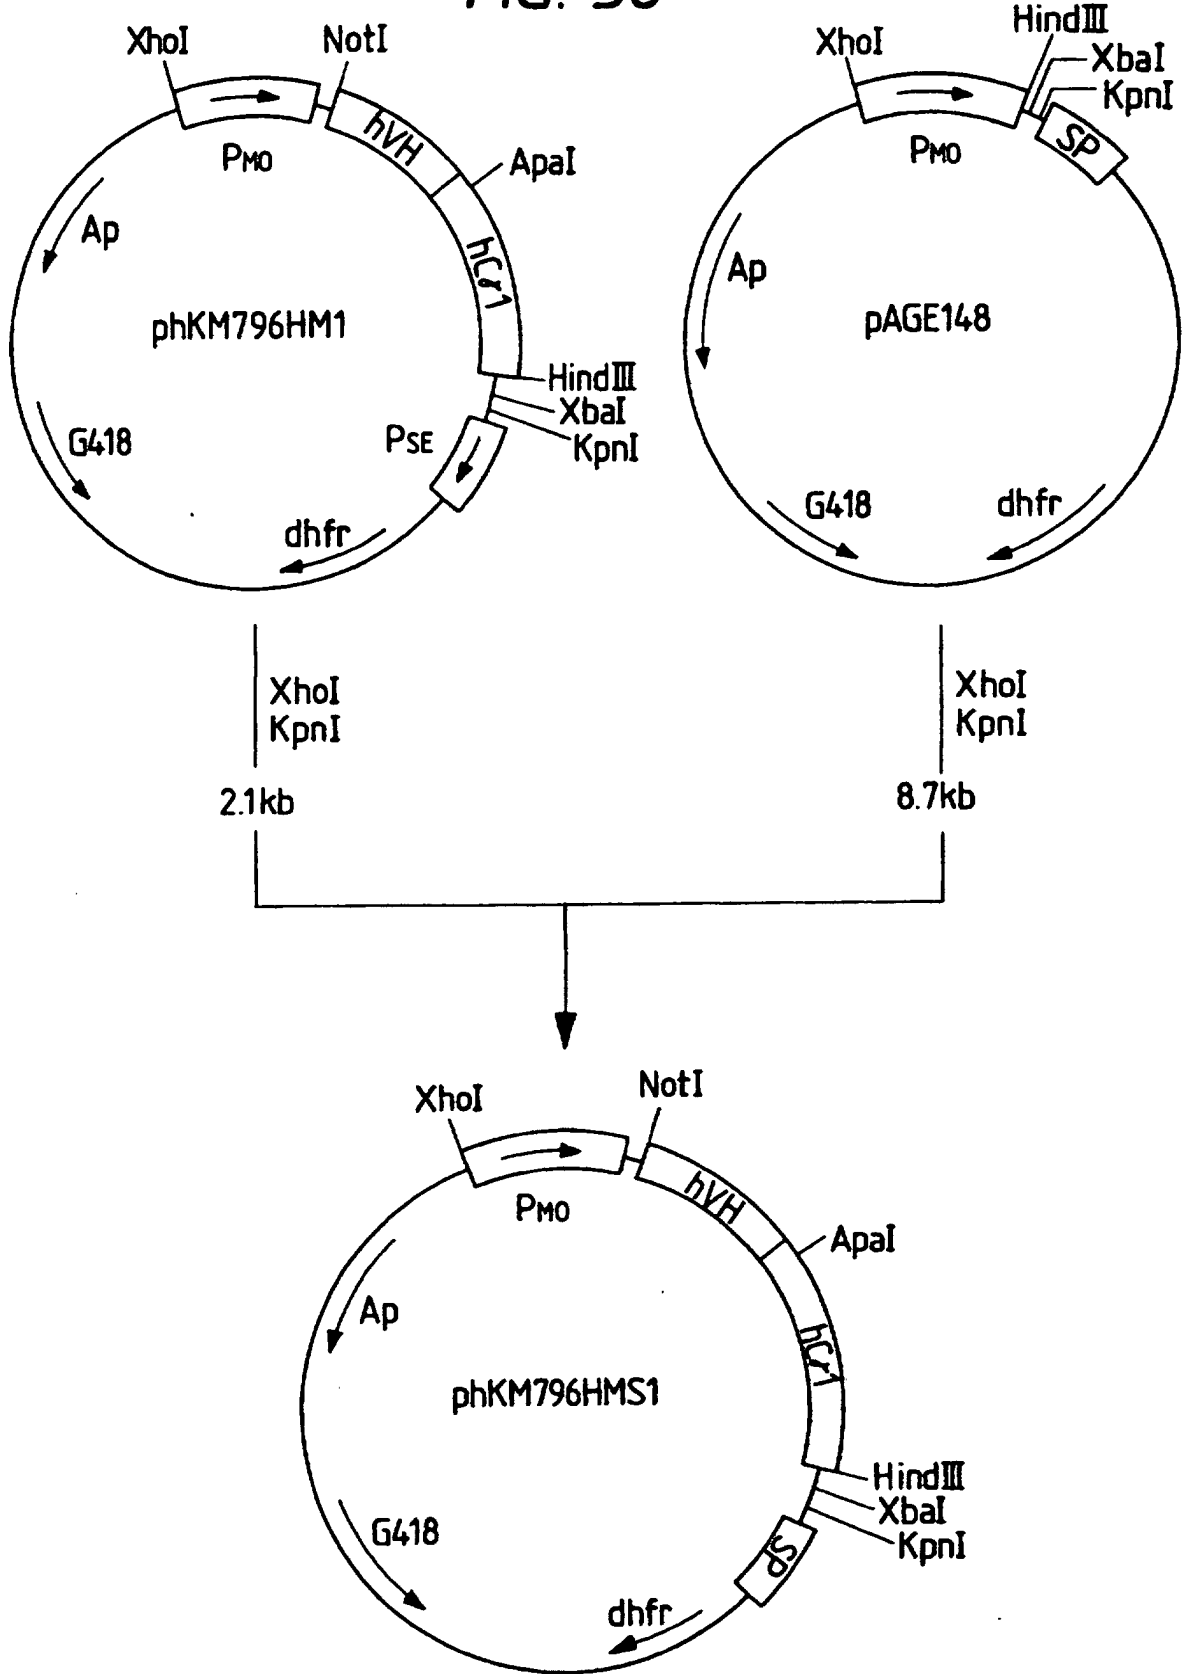 XhoI
NotI
PMO
hVH
ApaI
Ap
hCγ1
phKM796HM1
HindIII
XbaI
KpnI
PSE
G418
dhfr
XhoI
HindIII
XbaI
KpnI
PMO
SP
Ap
pAGE148
G418
dhfr
XhoI
KpnI
2.1kb
XhoI
KpnI
8.7kb
XhoI
NotI
PMO
hVH
ApaI
Ap
hCγ1
phKM796HMS1
HindIII
XbaI
KpnI
SP
G418
dhfr